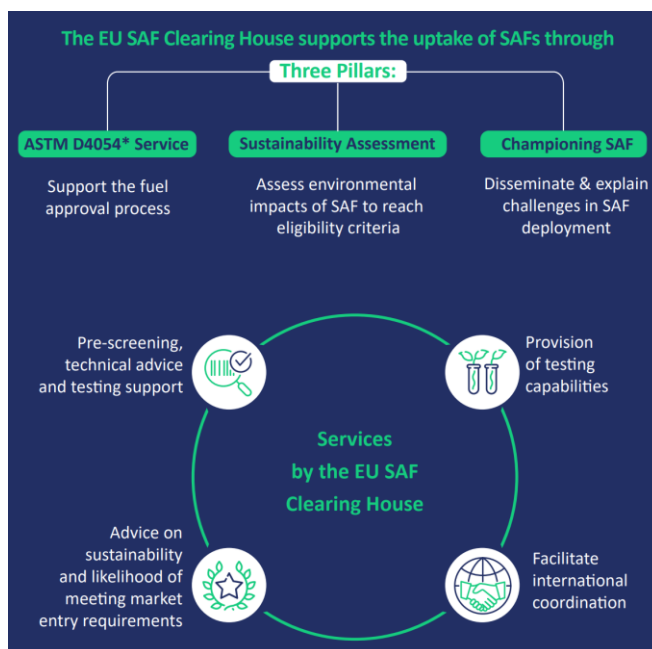 The EU SAF Clearing House supports the uptake of SAFs through
Three Pillars:
ASTM D4054* Service
Support the fuel
approval process
Sustainability Assessment
Assess environmental
impacts of SAF to reach
eligibility criteria
Championing SAF
Disseminate & explain
challenges in SAF
deployment
Pre-screening,
technical advice
and testing support
Provision
of testing
capabilities
Services
by the EU SAF
Clearing House
Advice on
sustainability
and likelihood of
meeting market
entry requirements
Facilitate
international
coordination